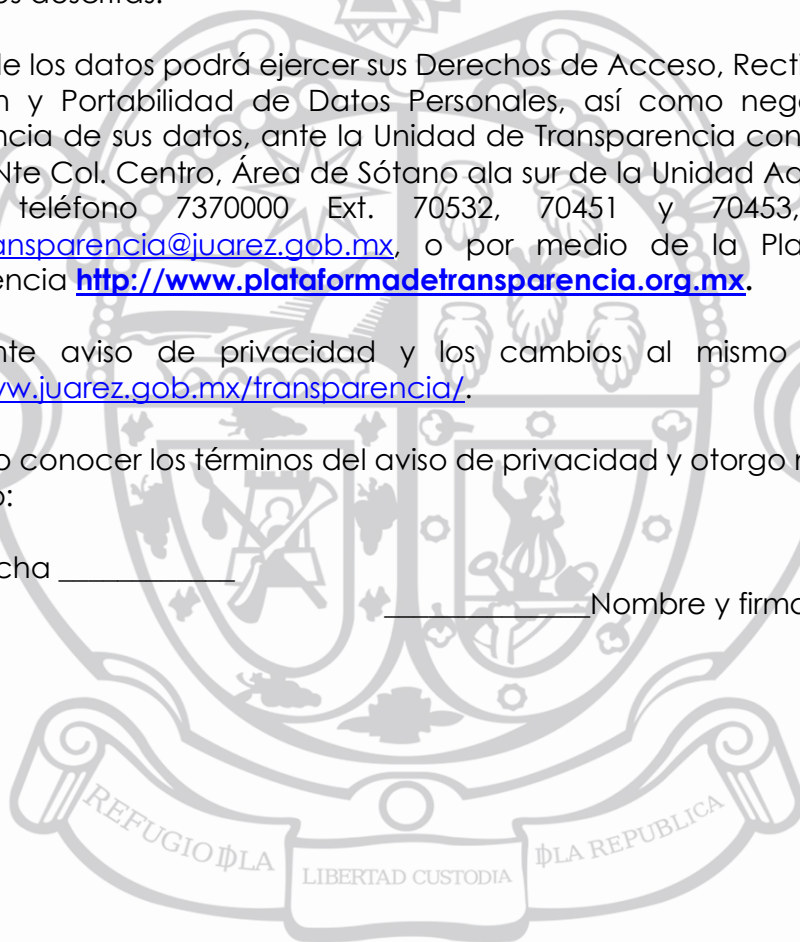 de los datos podrá ejercer sus Derechos de Acceso, Recti
y Portabilidad de Datos Personales, así como neg
ncia de sus datos, ante la Unidad de Transparencia con
Nte Col. Centro, Área de Sótano ala sur de la Unidad Ad
teléfono 7370000 Ext. 70532, 70451 y 70453,
ansparencia@juarez.gob.mx, o por medio de la Pla
encia http://www.plataformadetransparencia.org.mx.
nte aviso de privacidad y los cambios al mismo
ww.juarez.gob.mx/transparencia/.
o conocer los términos del aviso de privacidad y otorgo
o:
cha ____________
______________Nombre y firma
REFUGIO DLA
LIBERTAD CUSTODIA
DLA REPUBLICA